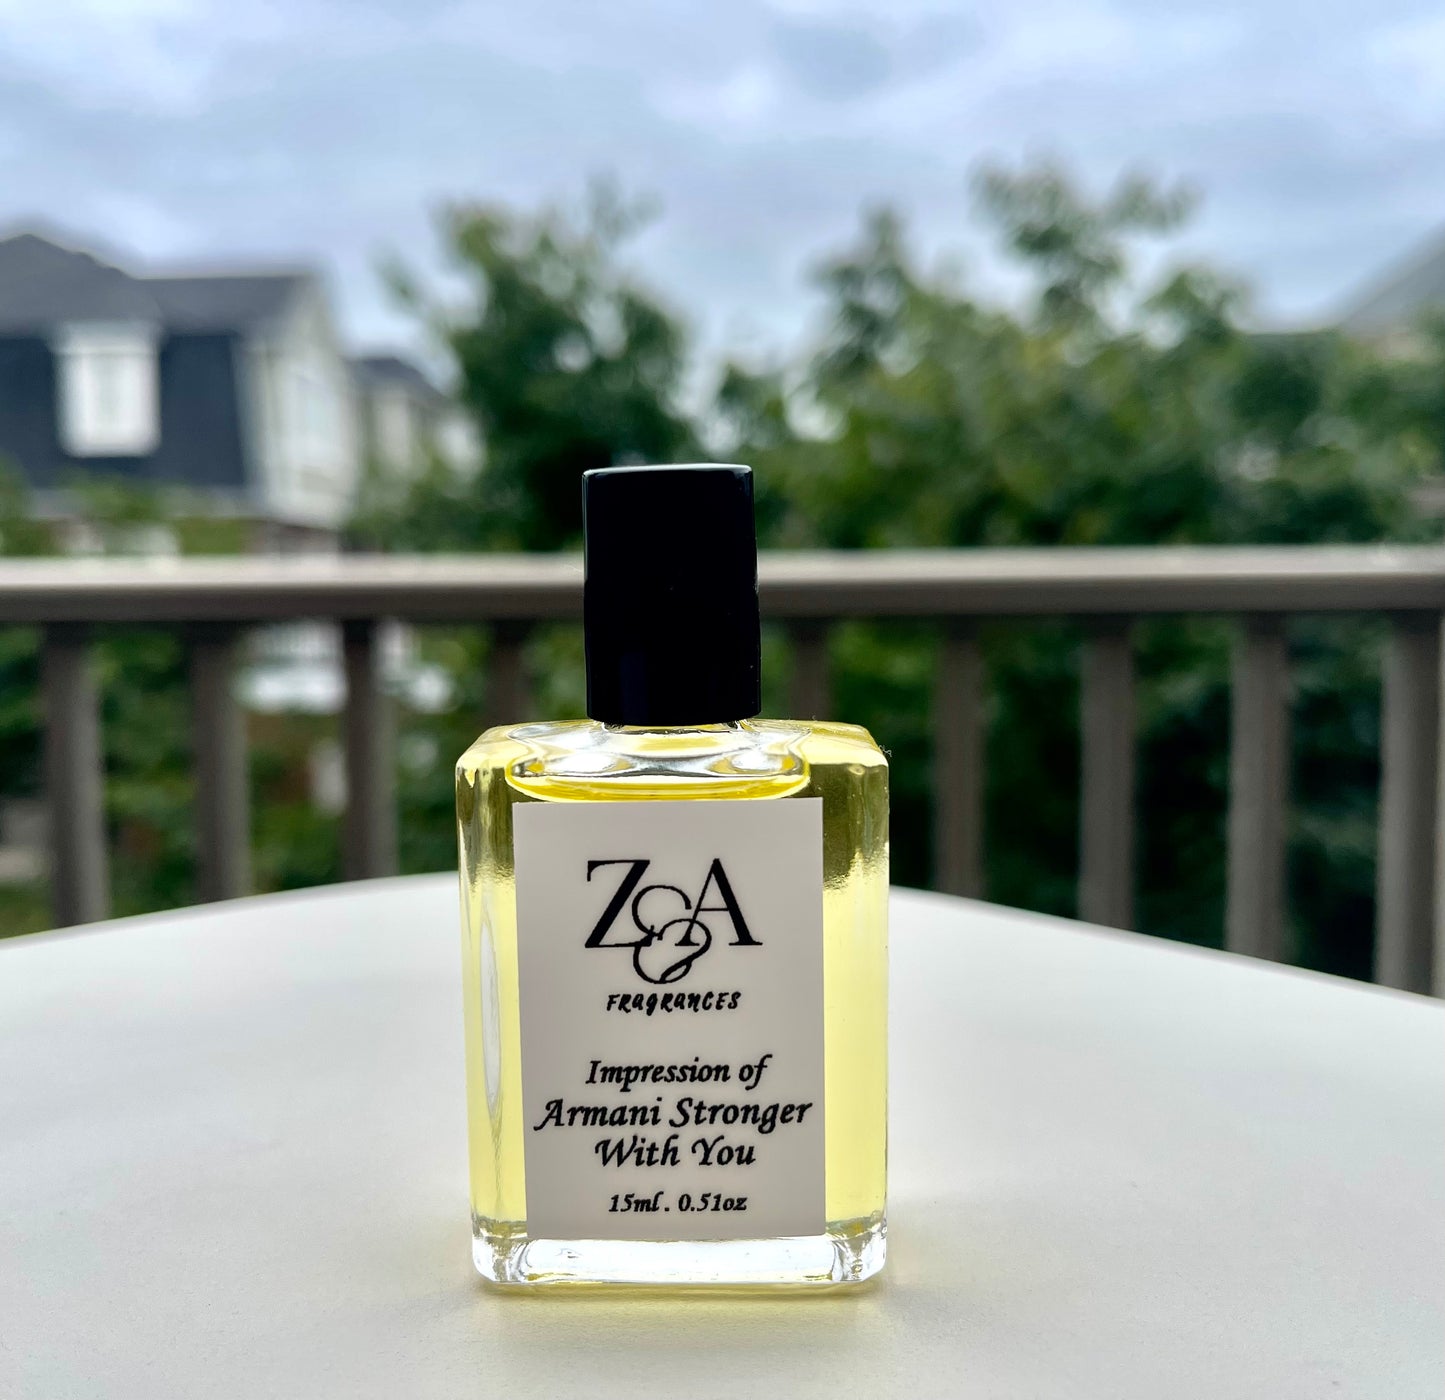 Z&A
FRAGRANCES
Impression of
Armani Stronger
With You
15ml. 0.51oz